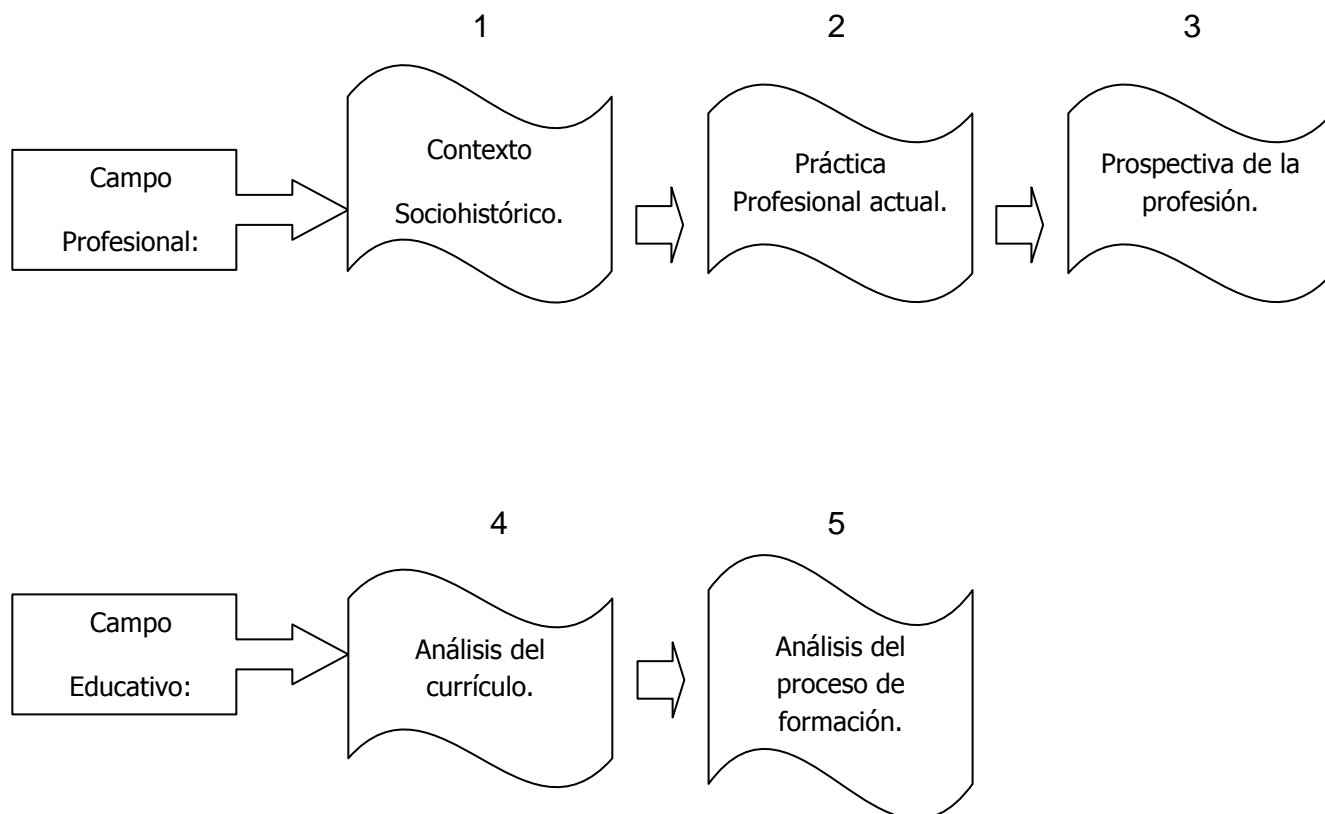 1
2
3
Campo
Profesional:
Contexto
Sociohistórico.
Práctica
Profesional actual.
Prospectiva de la
profesión.
4
5
Campo
Educativo:
Análisis del
currículo.
Análisis del
proceso de
formación.